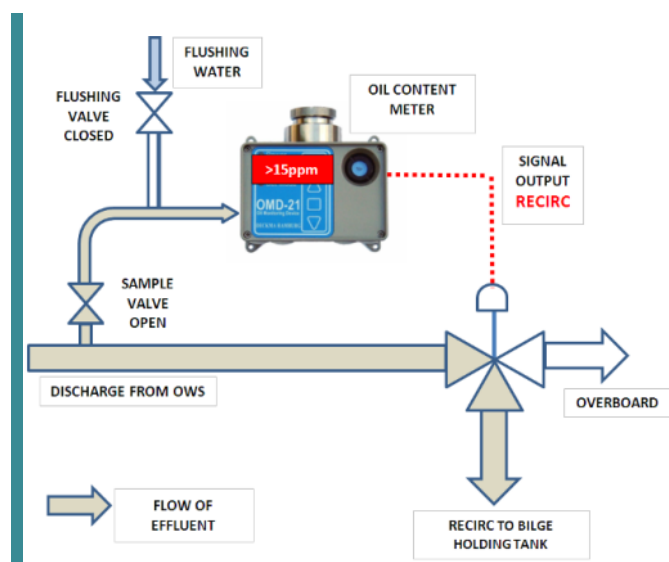 FLUSHING
WATER
FLUSHING
VALVE
CLOSED
OIL CONTENT
METER
>15ppm
OMD-21
SIGNAL
OUTPUT
RECIRC
SAMPLE
VALVE
OPEN
DISCHARGE FROM OWS
OVERBOARD
FLOW OF
EFFLUENT
RECIRC TO BILGE
HOLDING TANK